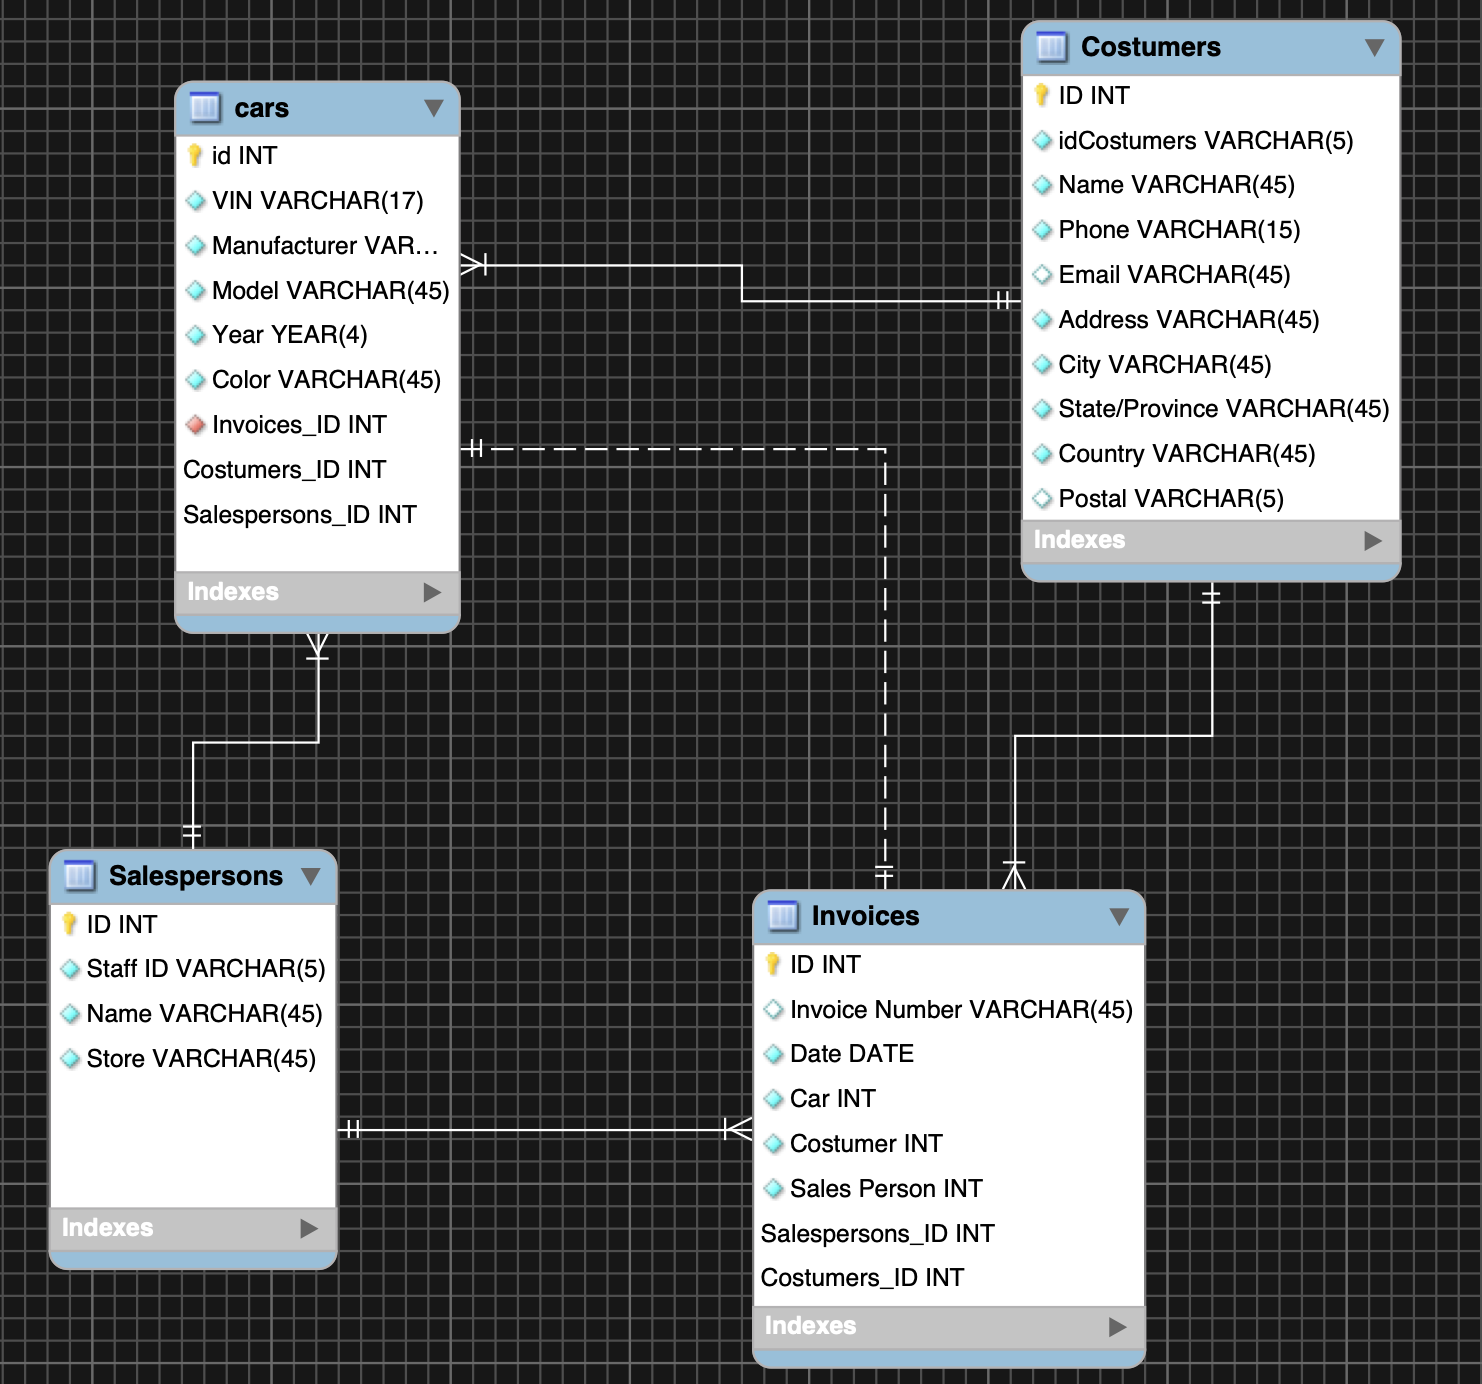 cars
id INT
VIN VARCHAR(17)
Manufacturer VAR...
Model VARCHAR(45)
Year YEAR(4)
Color VARCHAR(45)
Invoices_ID INT
Costumers_ID INT
Salespersons_ID INT
Indexes
Costumers
ID INT
idCostumers VARCHAR(5)
Name VARCHAR(45)
Phone VARCHAR(15)
Email VARCHAR(45)
Address VARCHAR(45)
City VARCHAR(45)
State/Province VARCHAR(45)
Country VARCHAR(45)
Postal VARCHAR(5)
Indexes
Salespersons
ID INT
Staff ID VARCHAR(5)
Name VARCHAR(45)
Store VARCHAR(45)
Indexes
Invoices
ID INT
Invoice Number VARCHAR(45)
Date DATE
Car INT
Costumer INT
Sales Person INT
Salespersons_ID INT
Costumers_ID INT
Indexes